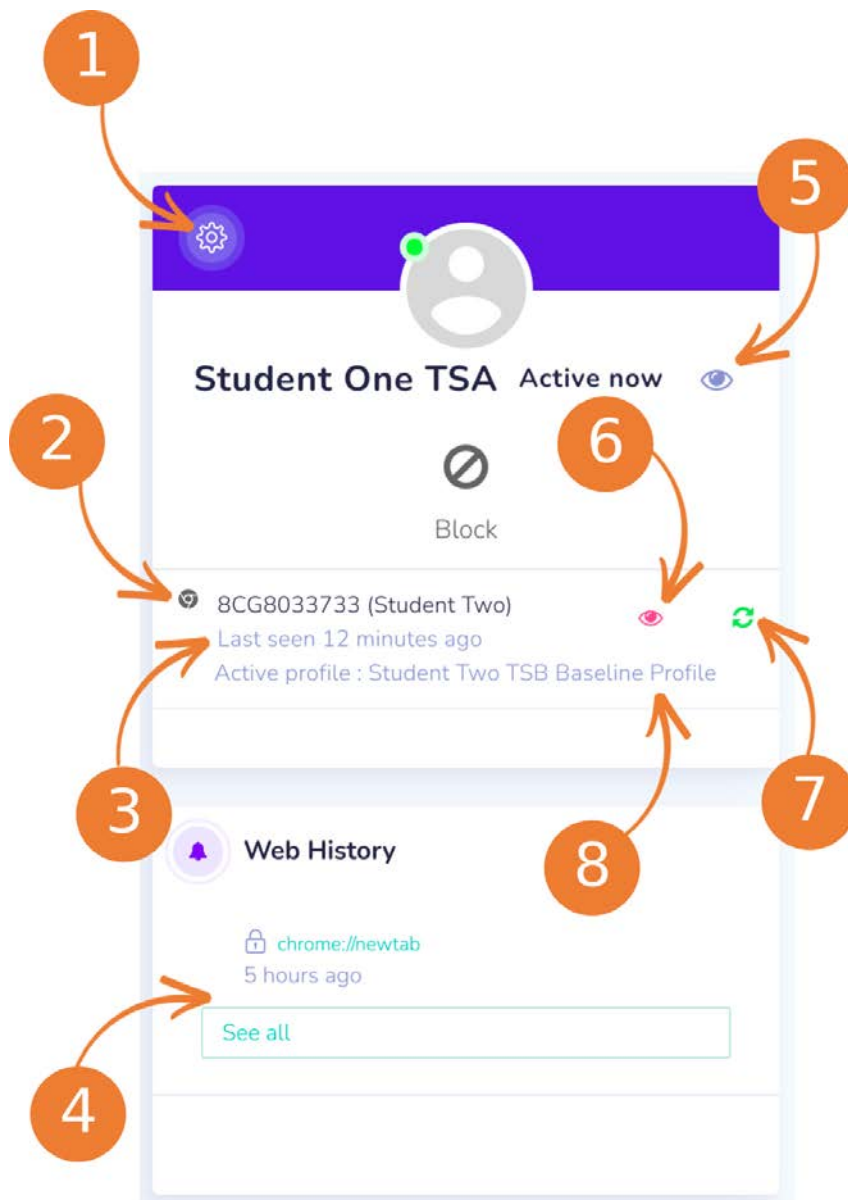 1
5
Student One TSA Active now
2
6
Block
8CG8033733 (Student Two)
Last seen 12 minutes ago
Active profile : Student Two TSB Baseline Profile
3
7
8
Web History
chrome://newtab
5 hours ago
See all
4